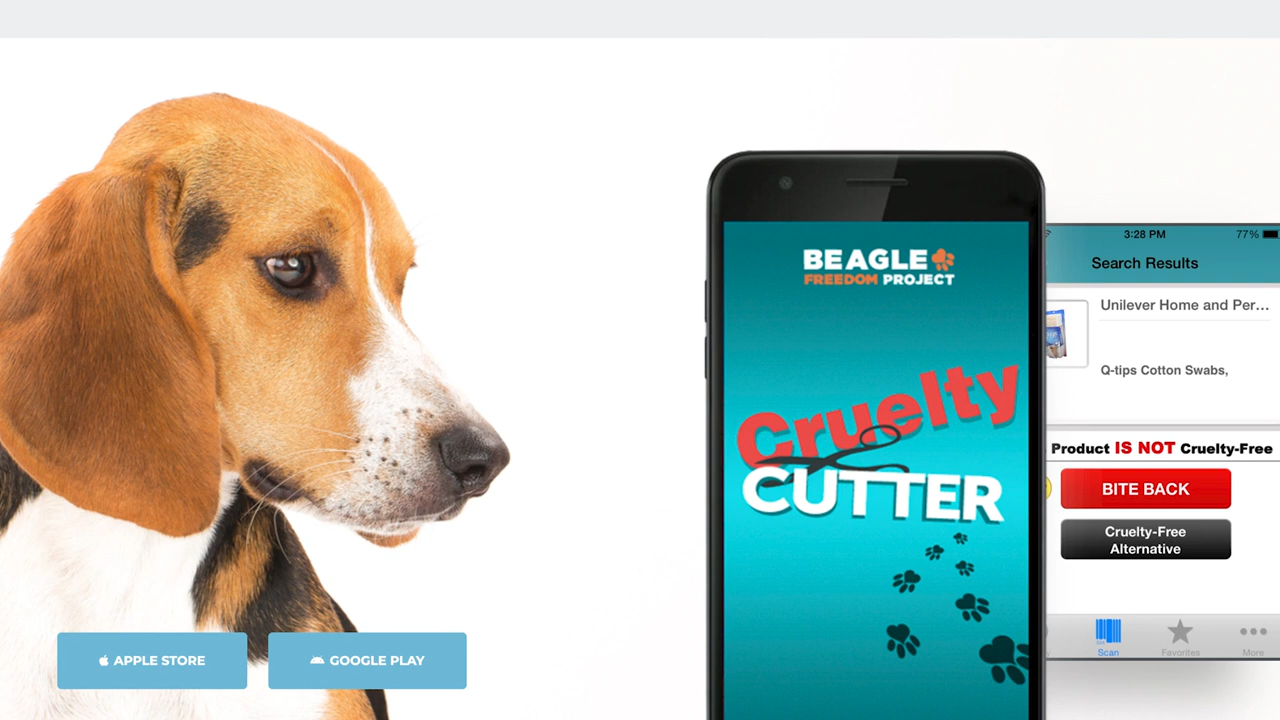 BEAGLE
FREEDOM PROJECT
Cruelty
CUTTER
3:28 PM
77%
Search Results
Unilever Home and Per...
Q-tips Cotton Swabs,
Product IS NOT Cruelty-Free
BITE BACK
Cruelty-Free
Alternative
Scan
Favorites
More
APPLE STORE
GOOGLE PLAY